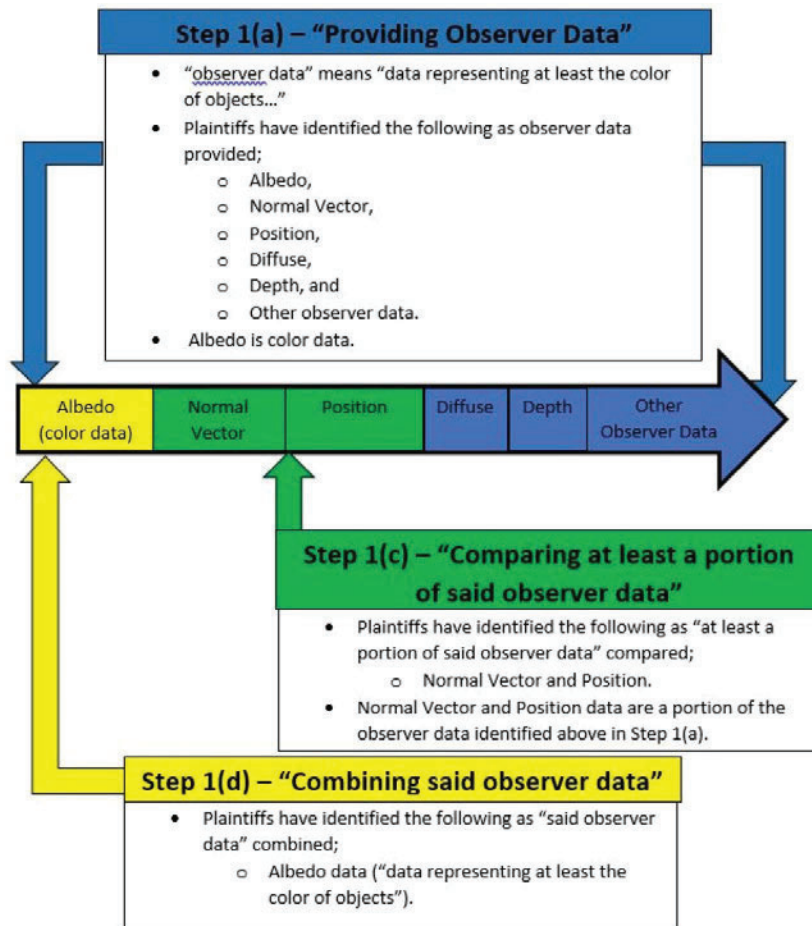 Step 1(a) – “Providing Observer Data”
• “observer data” means “data representing at least the color
of objects…”
• Plaintiffs have identified the following as observer data
provided;
o Albedo,
o Normal Vector,
o Position,
o Diffuse,
o Depth, and
o Other observer data.
• Albedo is color data.
Albedo
(color data)
Normal
Vector
Position
Diffuse
Depth
Other
Observer Data
Step 1(c) – “Comparing at least a portion
of said observer data”
• Plaintiffs have identified the following as “at least a
portion of said observer data” compared;
o Normal Vector and Position.
• Normal Vector and Position data are a portion of the
observer data identified above in Step 1(a).
Step 1(d) – “Combining said observer data”
• Plaintiffs have identified the following as “said observer
data” combined;
o Albedo data (“data representing at least the
color of objects”).